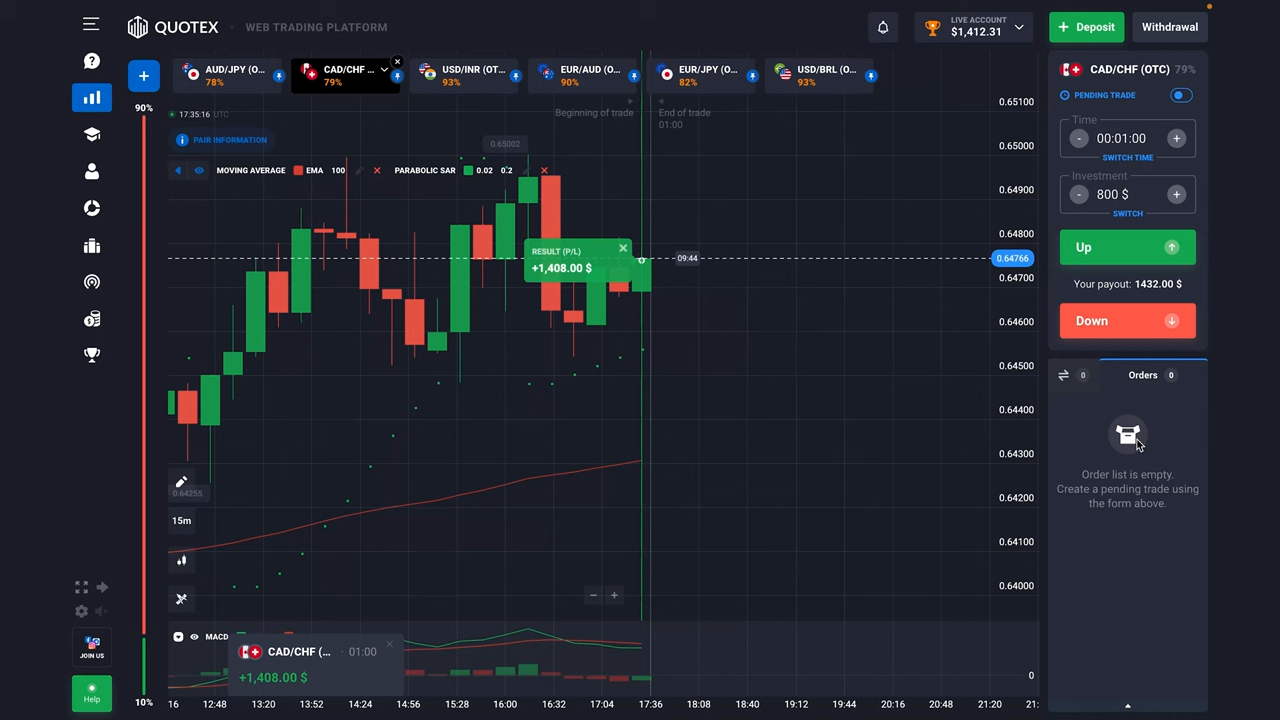 QUOTEX
WEB TRADING PLATFORM
LIVE ACCOUNT
$1,412.31
+ Deposit
Withdrawal
AUD/JPY (O...
78%
CAD/CHF ...
79%
USD/INR (OT...
93%
EUR/AUD (O...
90%
EUR/JPY (O...
82%
USD/BRL (O...
93%
90%
17:35:16 UTC
Beginning of trade
End of trade
01:00
PAIR INFORMATION
0.65002
MOVING AVERAGE EMA 100
PARABOLIC SAR 0.02 0.2
RESULT (P/L)
+1,408.00 $
09:44
0.65100
0.65000
0.64900
0.64800
0.64766
0.64700
0.64600
0.64500
0.64400
0.64300
0.64200
0.64100
0.64000
0
0.64255
15m
MACD
CAD/CHF (... · 01:00
+1,408.00 $
16 12:48 13:20 13:52 14:24 14:56 15:28 16:00 16:32 17:04 17:36 18:08 18:40 19:12 19:44 20:16 20:48 21:20 21:
JOIN US
Help
10%
CAD/CHF (OTC) 79%
PENDING TRADE
Time
- 00:01:00 +
SWITCH TIME
Investment
- 800 $ +
SWITCH
Up
Your payout: 1432.00 $
Down
0
Orders 0
Order list is empty.
Create a pending trade using
the form above.